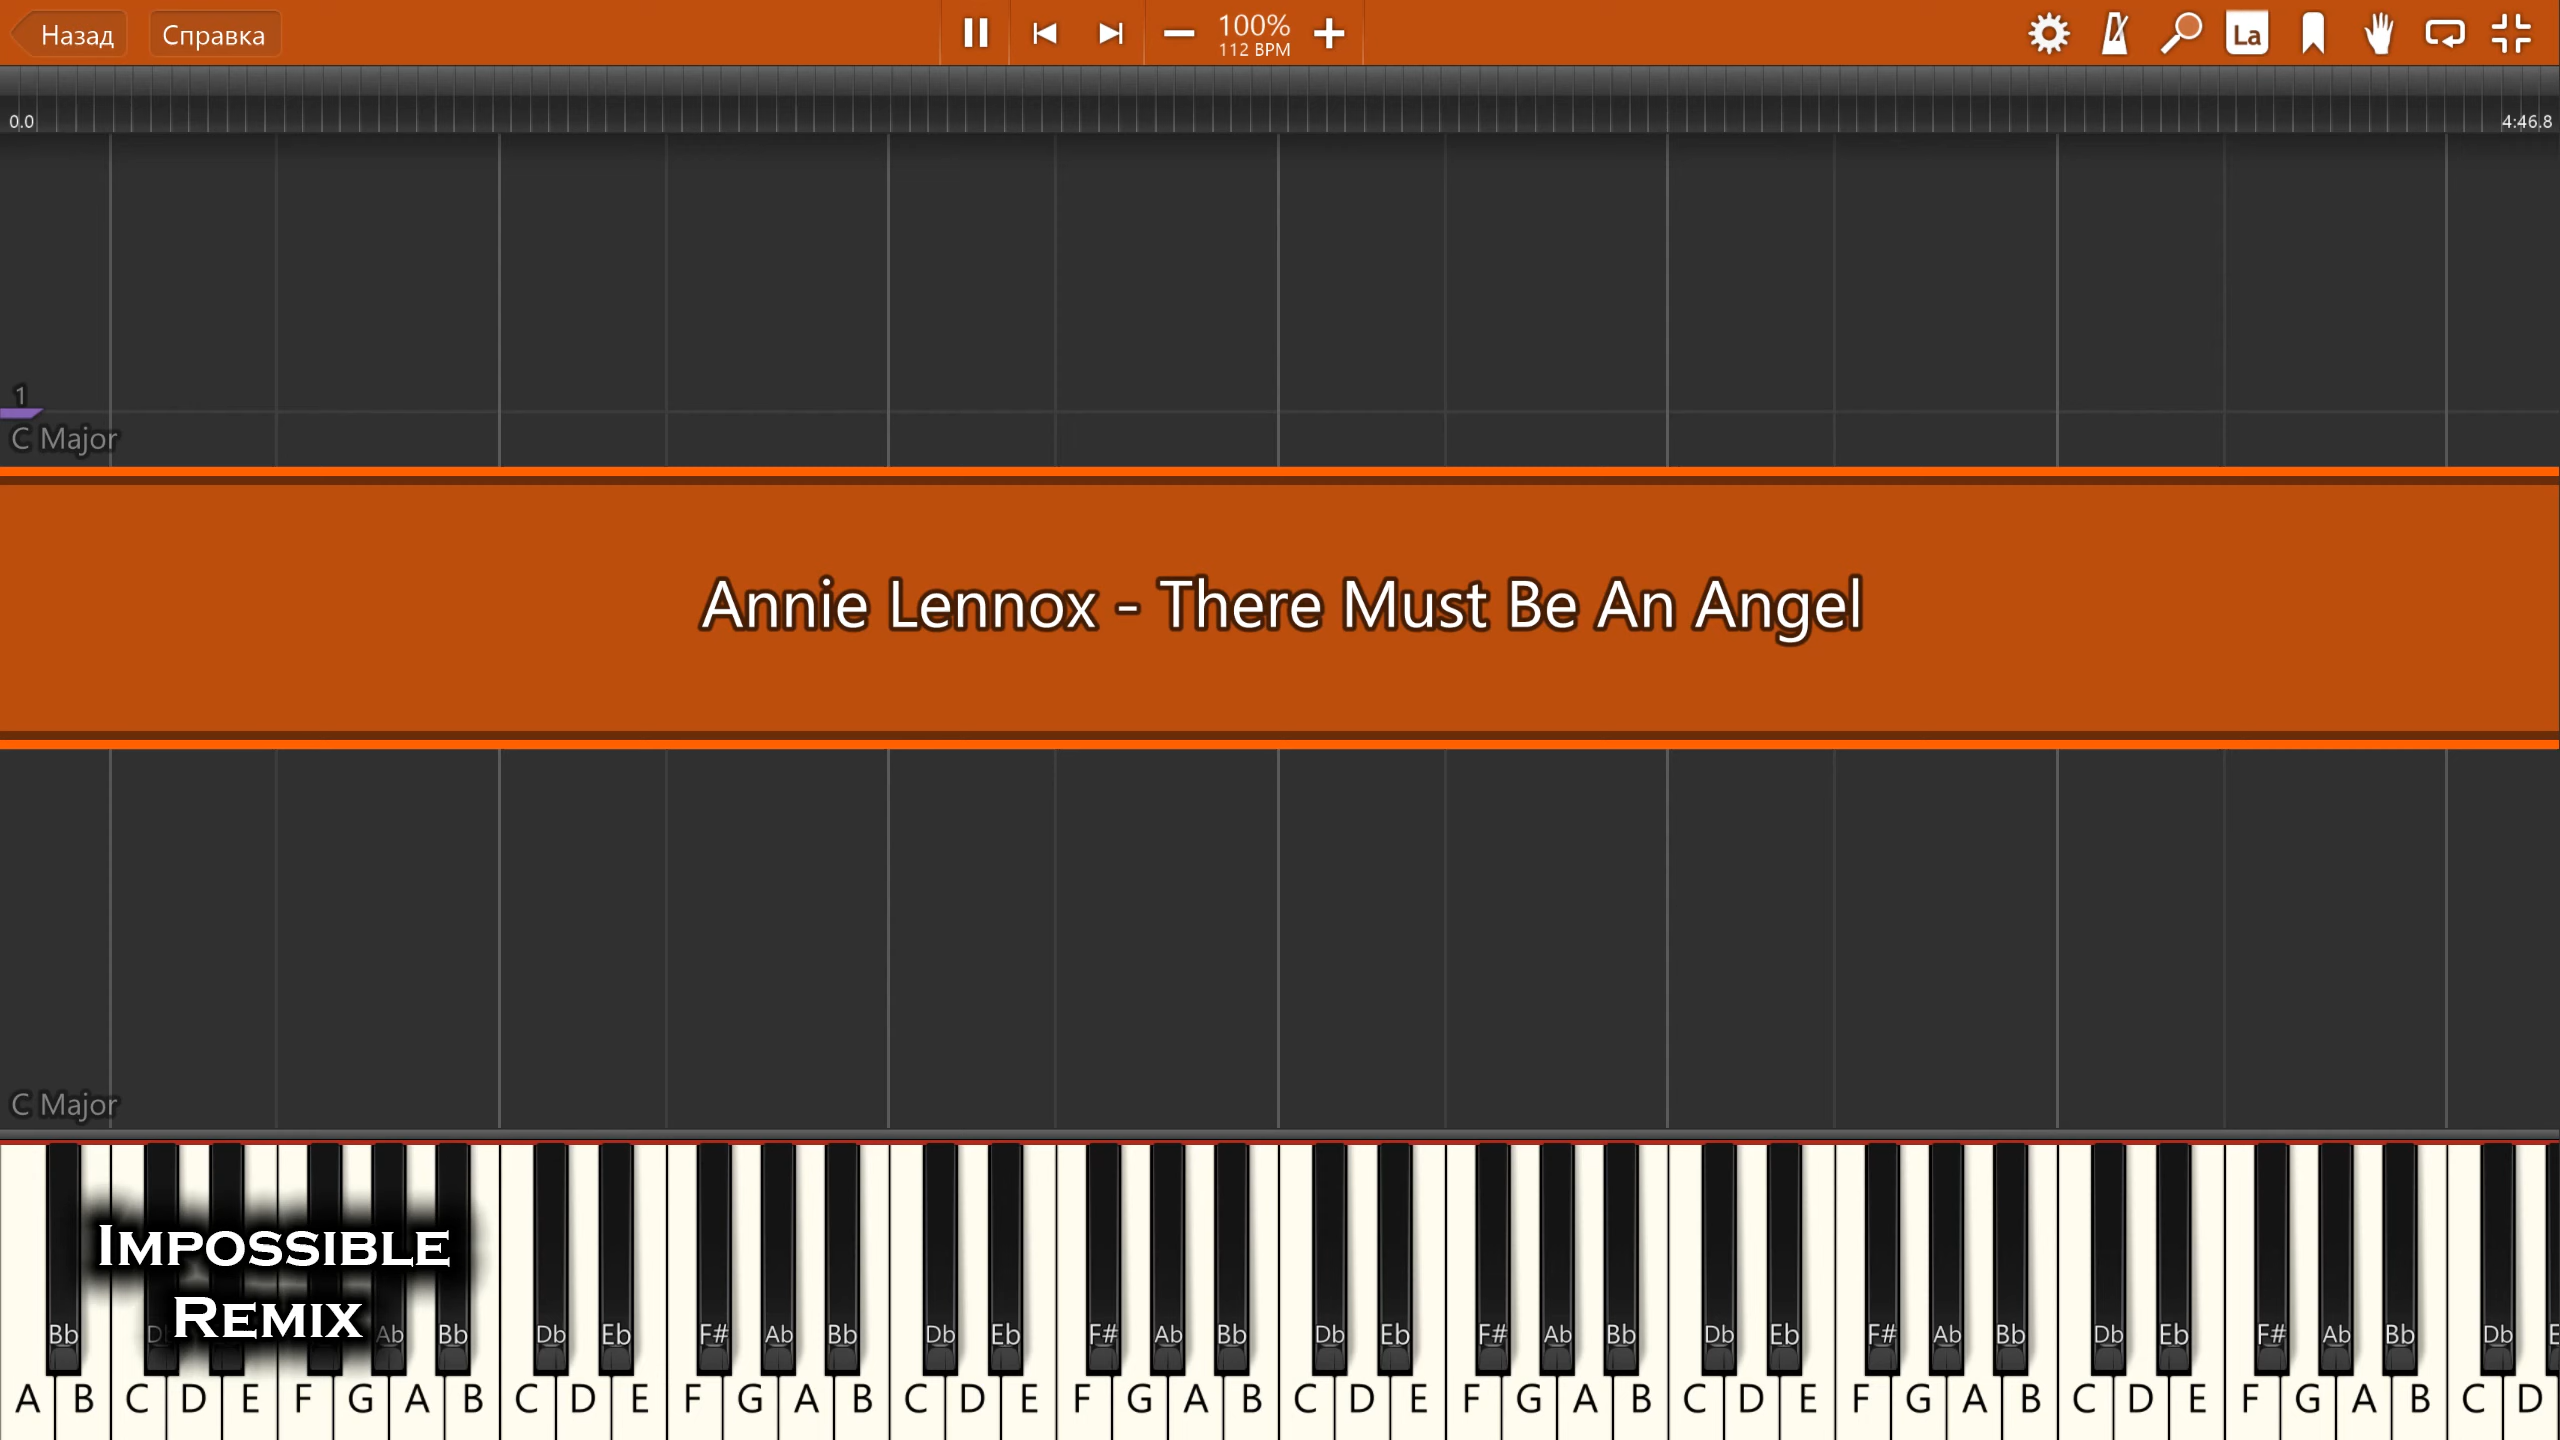 Назад Справка 100%
112 BPM
La
0.0 4:46.8
1
C Major
Annie Lennox - There Must Be An Angel
C Major
Impossible
Remix
Bb Ab Bb Db Eb F# Ab Bb Db Eb F# Ab Bb Db Eb F# Ab Bb Db Eb F# Ab Bb Db Eb F# Ab Bb Db
A B C D E F G A B C D E F G A B C D E F G A B C D E F G A B C D E F G A B C D E F G A B C D